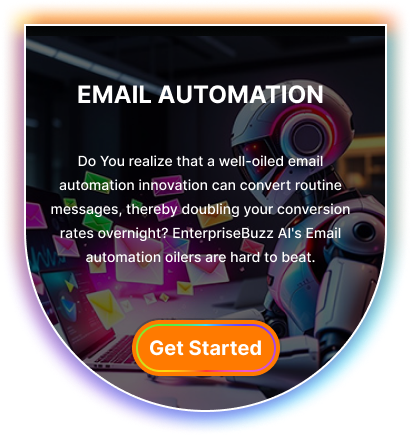 EMAIL AUTOMATION
Do You realize that a well-oiled email
automation innovation can convert routine
messages, thereby doubling your conversion
rates overnight? EnterpriseBuzz AI's Email
automation oilers are hard to beat.
Get Started